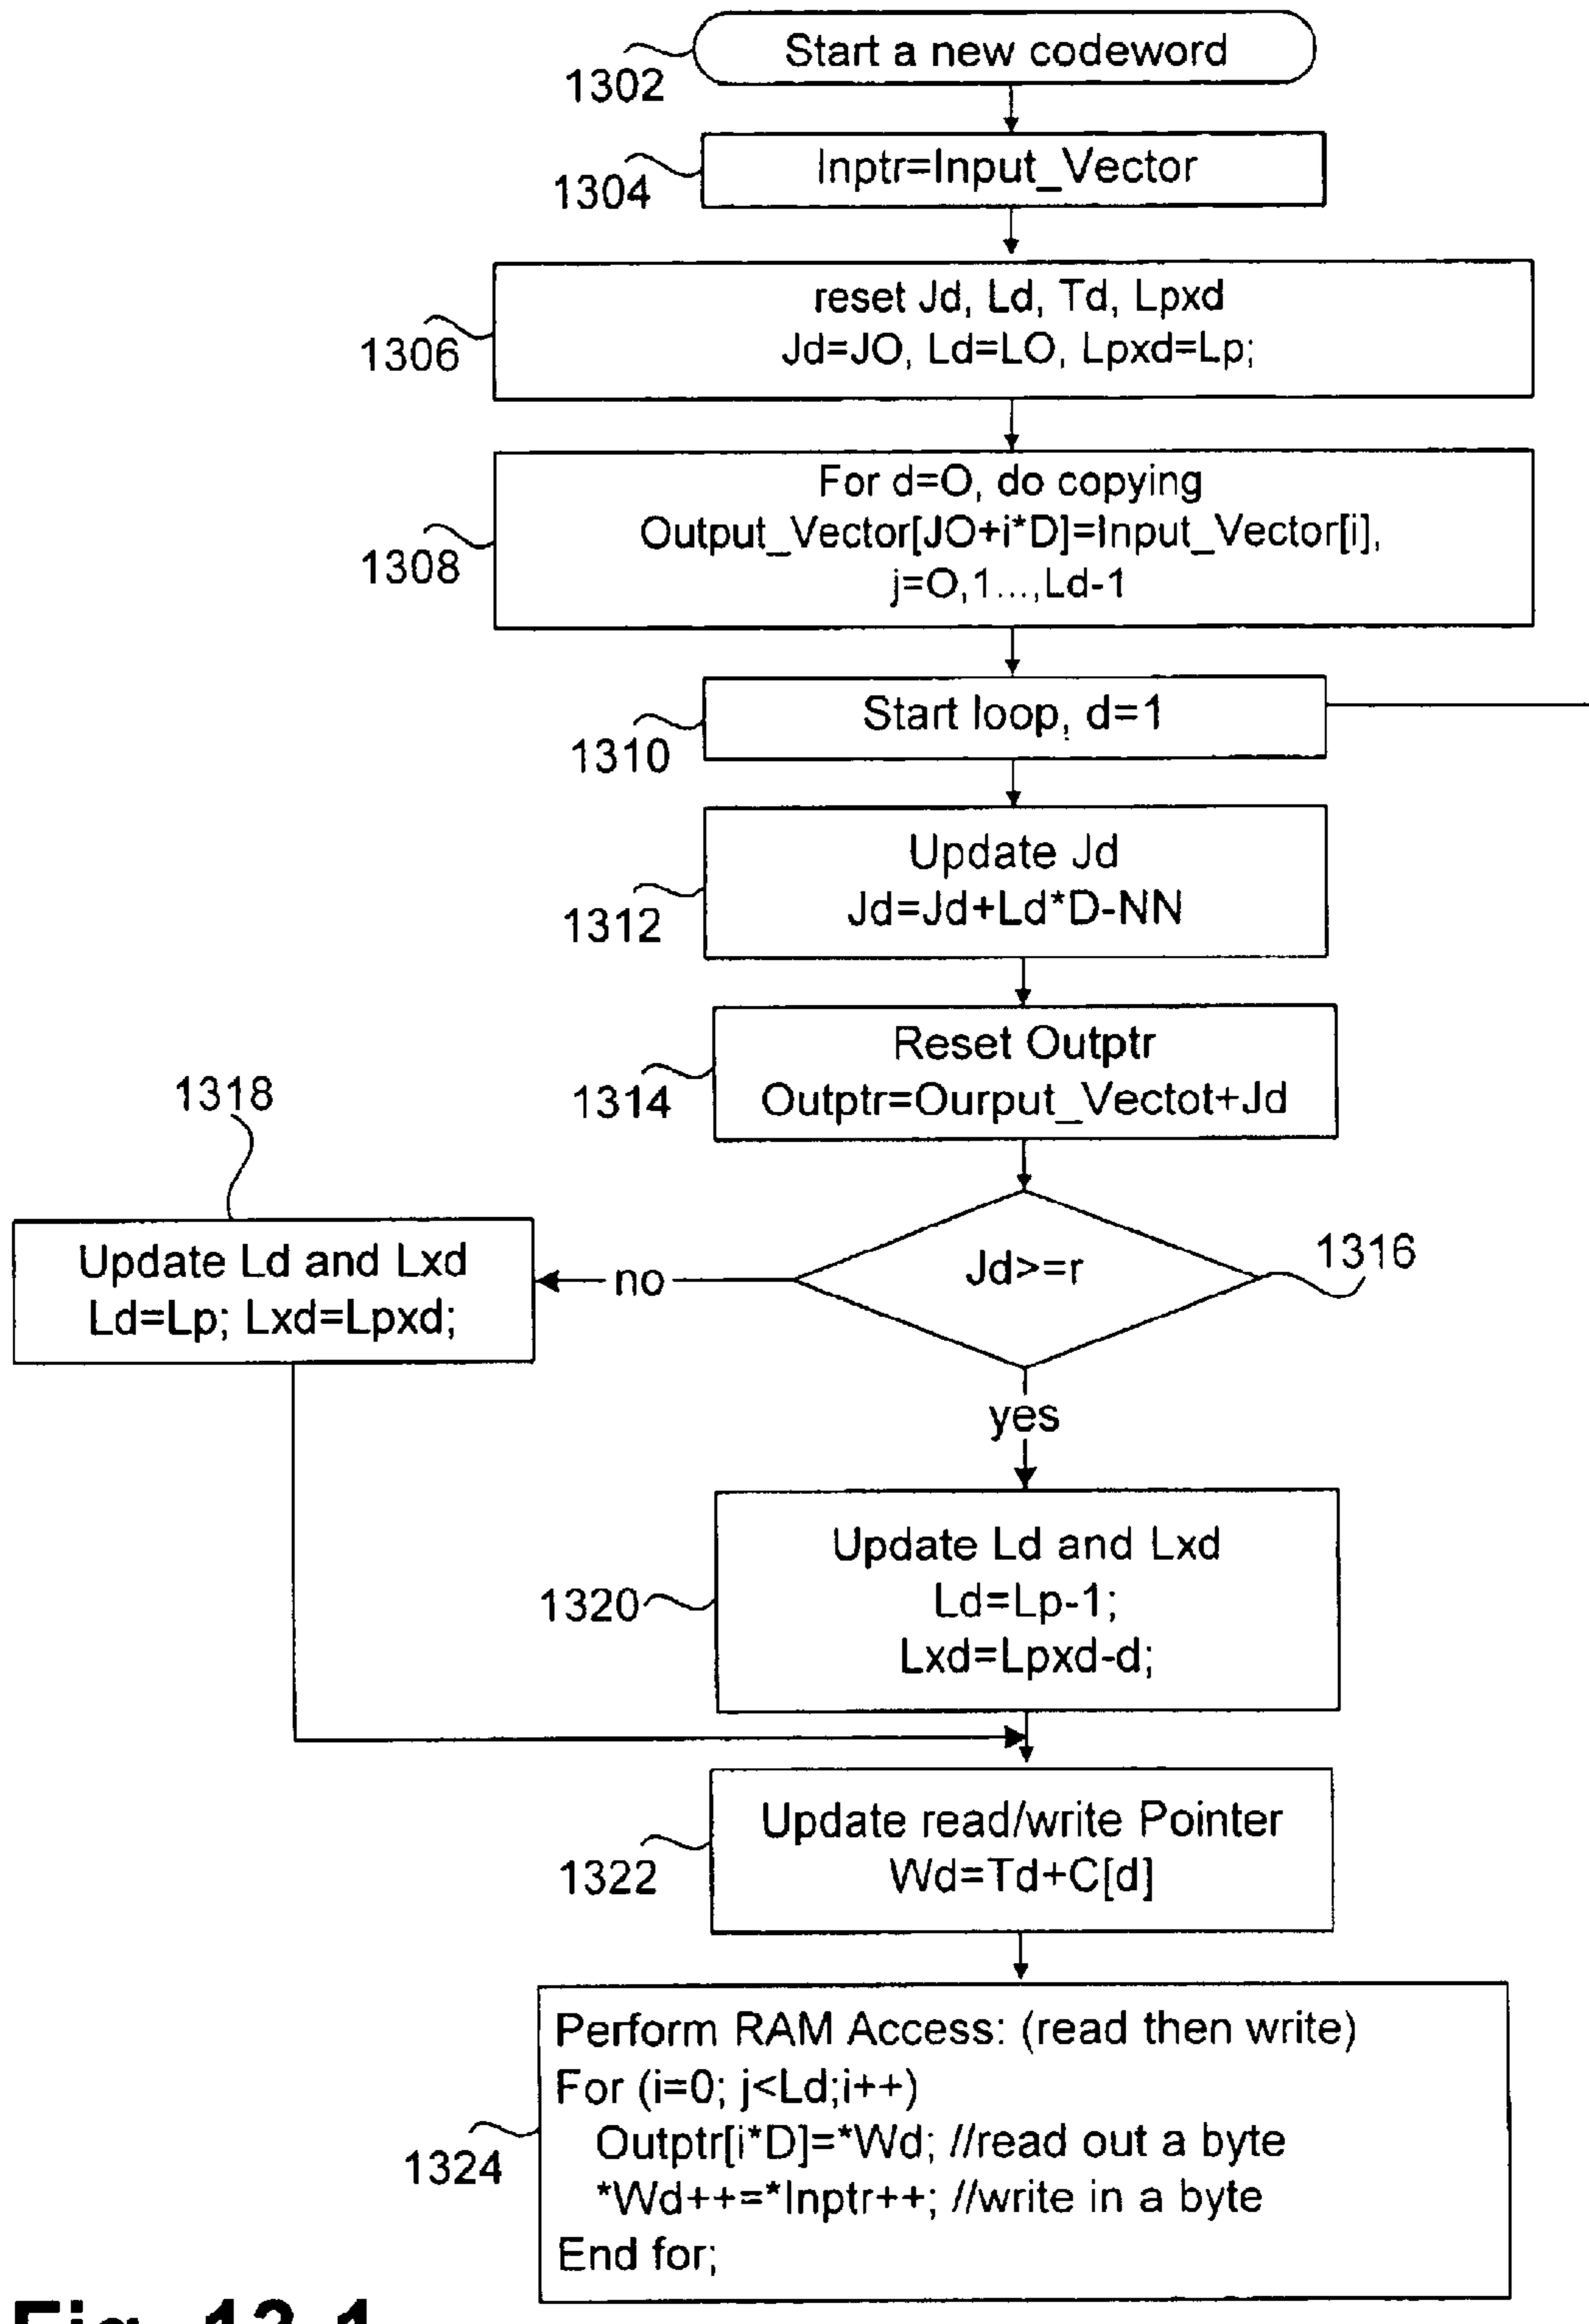 Start a new codeword
1302
Inptr=Input_Vector
1304
reset Jd, Ld, Td, Lpxd
Jd=JO, Ld=LO, Lpxd=Lp;
1306
For d=O, do copying
Output_Vector[JO+i*D]=Input_Vector[i],
j=O,1...,Ld-1
1308
Start loop, d=1
1310
Update Jd
Jd=Jd+Ld*D-NN
1312
Reset Outptr
Outptr=Ourput_Vectot+Jd
1314
1318
Update Ld and Lxd
Ld=Lp; Lxd=Lpxd;
no
Jd>=r
1316
yes
Update Ld and Lxd
Ld=Lp-1;
Lxd=Lpxd-d;
1320
Update read/write Pointer
Wd=Td+C[d]
1322
Perform RAM Access: (read then write)
For (i=0; j<Ld;i++)
Outptr[i*D]=*Wd; //read out a byte
*Wd++=*Inptr++; //write in a byte
End for;
1324
Fig. 13-1